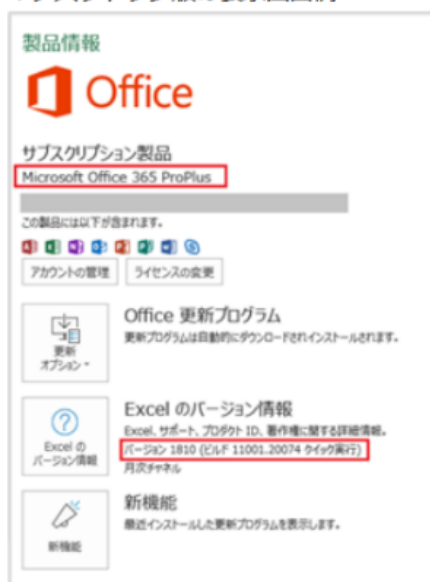 製品情報
Office
サブスクリプション製品
Microsoft Office 365 ProPlus
この製品には以下が含まれます。
アカウントの管理
ライセンスの変更
Office 更新プログラム
更新プログラムは自動的にダウンロードされインストールされます。
更新
オプション
Excel のバージョン情報
Excel、サポート、プロダクト ID、著作権に関する詳細情報。
Excel の
バージョン情報
バージョン 1810 (ビルド 11001.20074 クイック実行)
月次チャネル
新機能
最近インストールした更新プログラムを表示します。
新機能